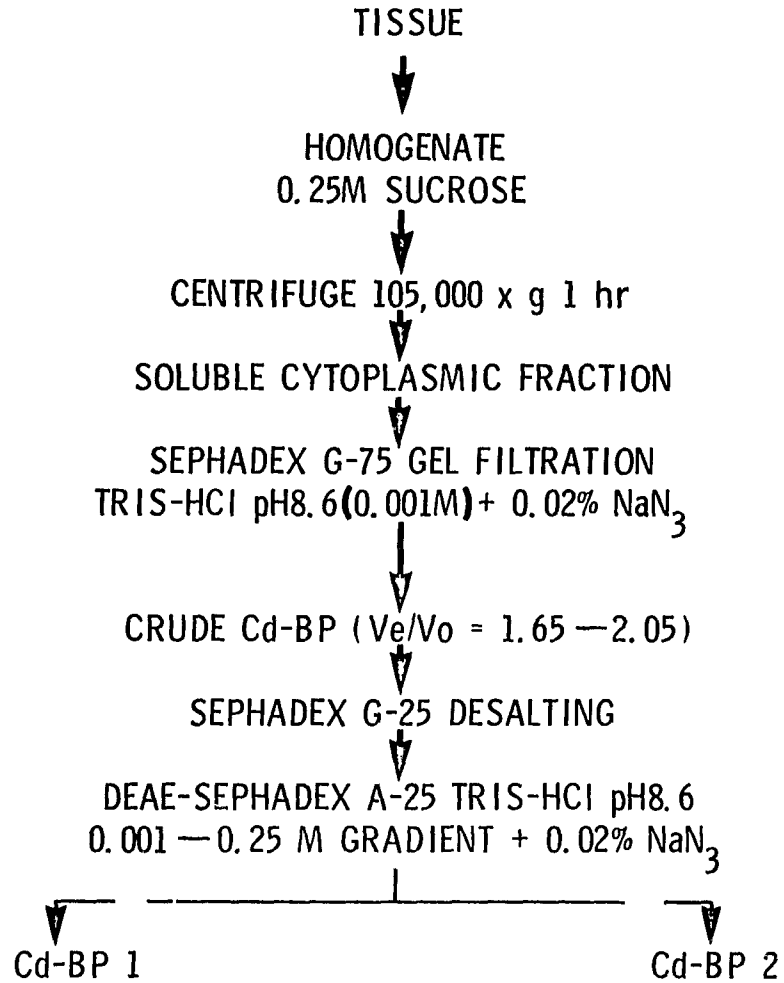 TISSUE
HOMOGENATE
0.25M SUCROSE
CENTRIFUGE 105,000 x g 1 hr
SOLUBLE CYTOPLASMIC FRACTION
SEPHADEX G-75 GEL FILTRATION
TRIS-HCl pH8.6(0.001M)+ 0.02% NaN3
CRUDE Cd-BP (Ve/Vo = 1.65—2.05)
SEPHADEX G-25 DESALTING
DEAE-SEPHADEX A-25 TRIS-HCl pH8.6
0.001—0.25 M GRADIENT + 0.02% NaN3
Cd-BP 1
Cd-BP 2